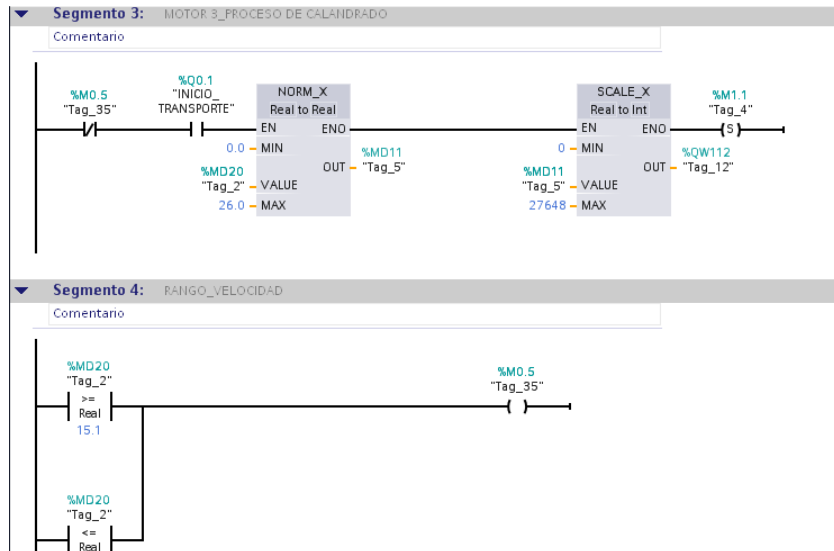 Segmento 3: MOTOR 3_PROCESO DE CALANDRADO
Comentario
%M0.5
"Tag_35"
%Q0.1
"INICIO_
TRANSPORTE"
NORM_X
Real to Real
EN ENO
0.0 MIN
%MD20
"Tag_2" VALUE
26.0 MAX
OUT
%MD11
"Tag_5"
SCALE_X
Real to Int
EN ENO
0 MIN
%MD11
"Tag_5" VALUE
27648 MAX
OUT
%QW112
"Tag_12"
%M1.1
"Tag_4"
S
Segmento 4: RANGO_VELOCIDAD
Comentario
%MD20
"Tag_2"
>=
Real
15.1
%M0.5
"Tag_35"
%MD20
"Tag_2"
<=
Real